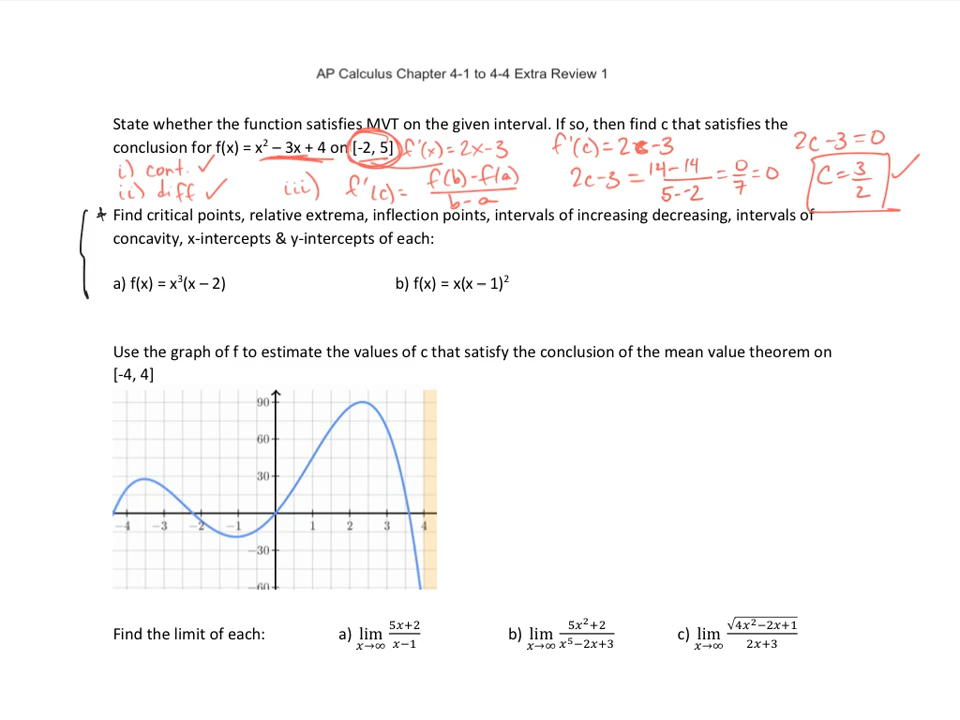 AP Calculus Chapter 4-1 to 4-4 Extra Review 1
State whether the function satisfies MVT on the given interval. If so, then find c that satisfies the
conclusion for f(x) = x² – 3x + 4 on [-2, 5] f'(x) = 2x-3 f'(c) = 2c-3 2c-3=0
i) cont. ✓
ii) diff ✓ iii) f'(c) = f(b)-f(a) / b-a 2c-3 = 14-14 / 5--2 = 0/7 = 0 c = 3/2 ✓
* Find critical points, relative extrema, inflection points, intervals of increasing decreasing, intervals of
concavity, x-intercepts & y-intercepts of each:
a) f(x) = x³(x – 2) b) f(x) = x(x – 1)²
Use the graph of f to estimate the values of c that satisfy the conclusion of the mean value theorem on
[-4, 4]
90
60
30
-4 -3 -2 -1 1 2 3 4
-30
-60
Find the limit of each: a) lim x→∞ 5x+2 / x−1 b) lim x→∞ 5x²+2 / x⁵−2x+3 c) lim x→∞ √4x²−2x+1 / 2x+3